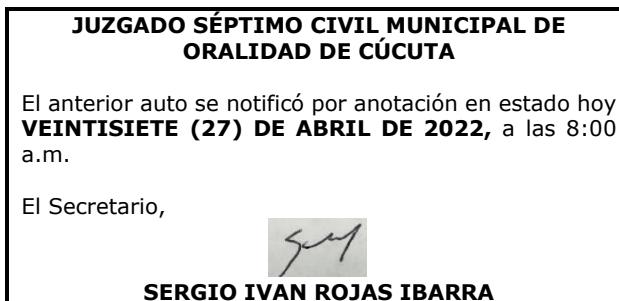 JUZGADO SÉPTIMO CIVIL MUNICIPAL DE
ORALIDAD DE CÚCUTA
El anterior auto se notificó por anotación en estado hoy
VEINTISIETE (27) DE ABRIL DE 2022, a las 8:00
a.m.
El Secretario,
SERGIO IVAN ROJAS IBARRA